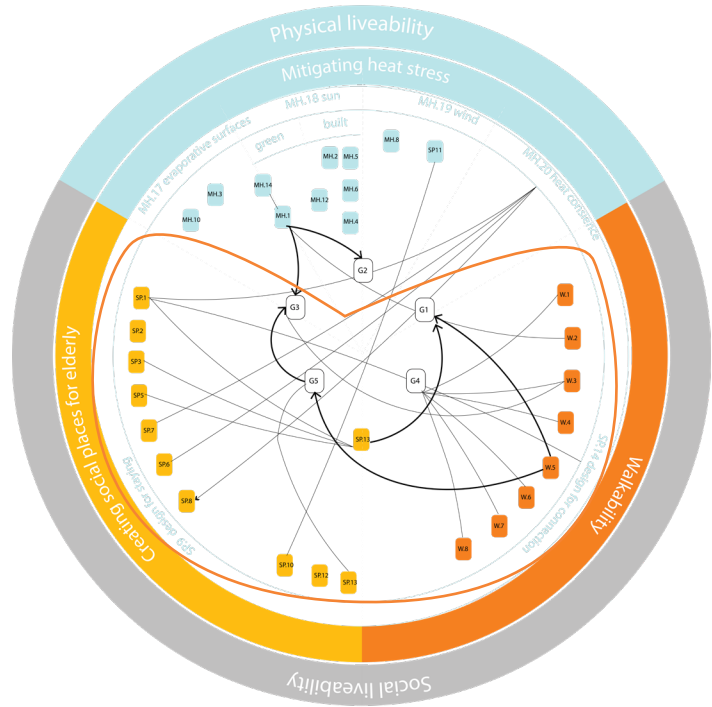 Physical liveability
Mitigating heat stress
MH.18 sun
MH.19 wind
MH.17 evaporative surfaces
green
built
MH.20 heat consience
MH.8
SP11
MH.2
MH.5
MH.14
MH.6
MH.3
MH.12
MH.1
MH.10
MH.4
G2
SP.1
G3
G1
W.1
SP.2
W.2
SP3
G5
G4
W.3
SP5
W.4
SP.7
SP.13
SP.6
W.5
SP.8
W.6
W.7
W.8
SP.10
SP.12
SP.13
SP.9 design for staying
SP.14 design for connection
Creating social places for elderly
Walkability
Social liveability